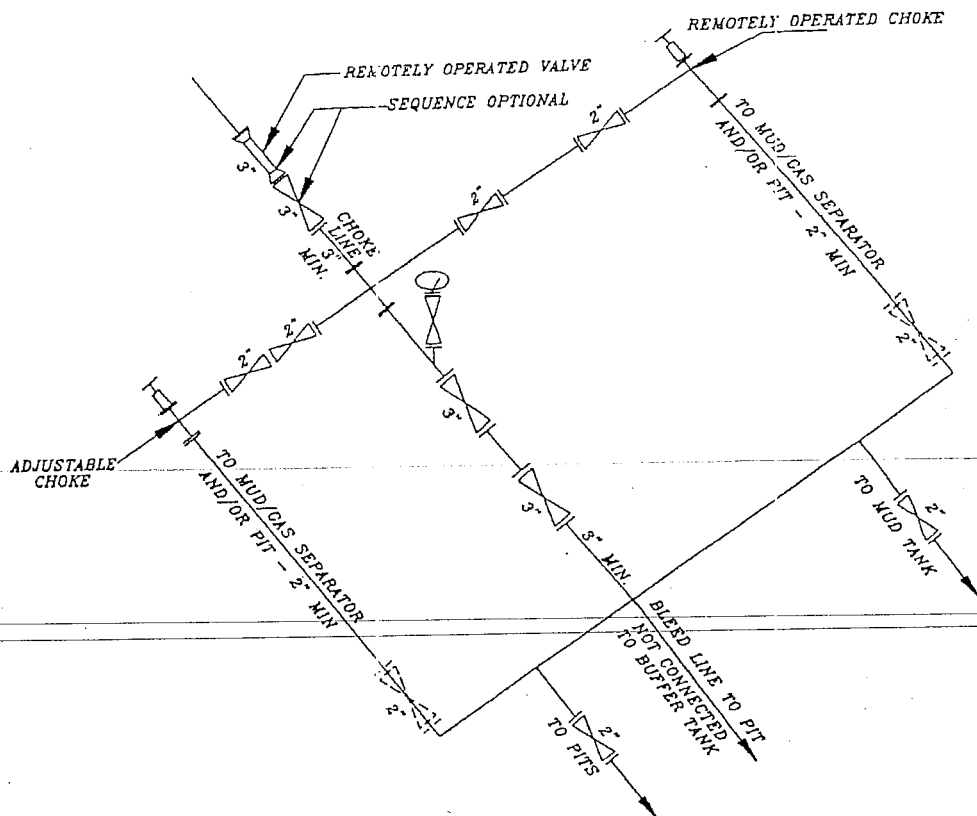 REMOTELY OPERATED CHOKE
REMOTELY OPERATED VALVE
SEQUENCE OPTIONAL
3"
3"
CHOKE
LINE
3"
MIN.
2"
2"
TO MUD/GAS SEPARATOR
AND/OR PIT - 2" MIN
2"
2"
2"
3"
3"
3" MIN.
ADJUSTABLE
CHOKE
TO MUD/GAS SEPARATOR
AND/OR PIT - 2" MIN
2"
2"
TO MUD TANK
BLEED LINE TO PIT
NOT CONNECTED
TO BUFFER TANK
2"
TO PITS